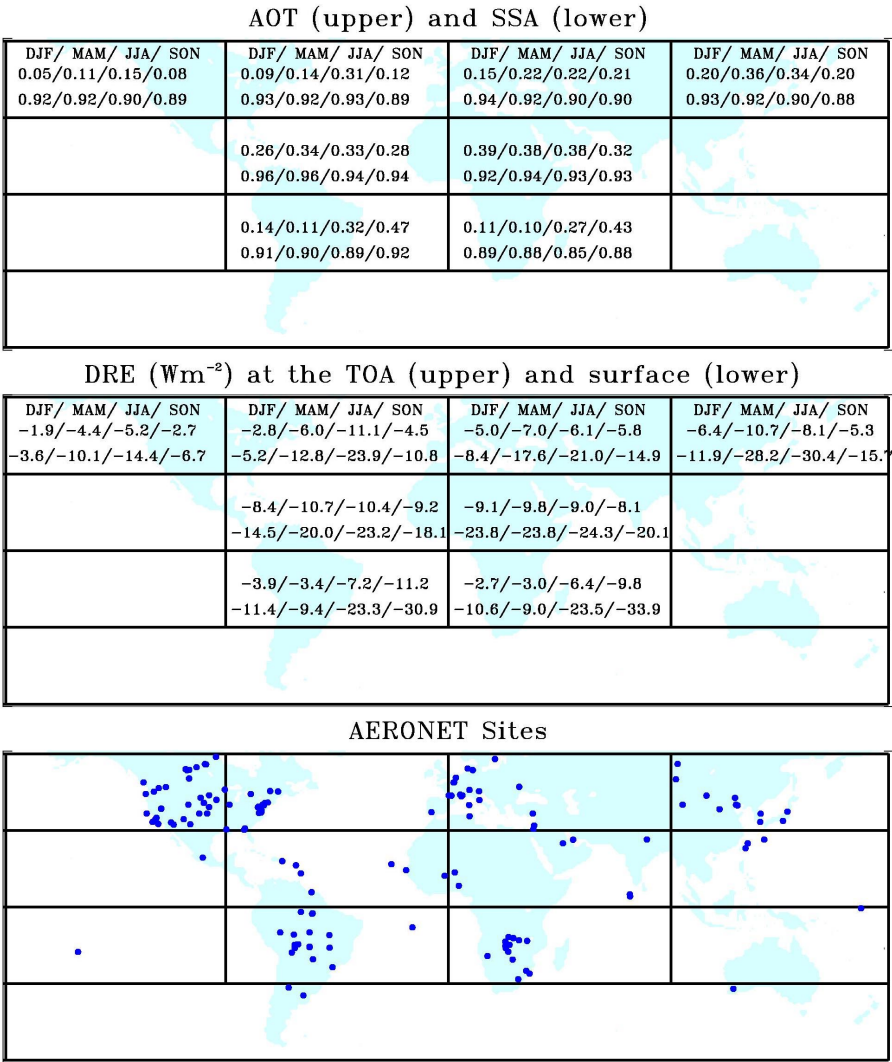 AOT (upper) and SSA (lower)
DJF/ MAM/ JJA/ SON DJF/ MAM/ JJA/ SON DJF/ MAM/ JJA/ SON DJF/ MAM/ JJA/ SON
0.05/0.11/0.15/0.08 0.09/0.14/0.31/0.12 0.15/0.22/0.22/0.21 0.20/0.36/0.34/0.20
0.92/0.92/0.90/0.89 0.93/0.92/0.93/0.89 0.94/0.92/0.90/0.90 0.93/0.92/0.90/0.88
0.26/0.34/0.33/0.28 0.39/0.38/0.38/0.32
0.96/0.96/0.94/0.94 0.92/0.94/0.93/0.93
0.14/0.11/0.32/0.47 0.11/0.10/0.27/0.43
0.91/0.90/0.89/0.92 0.89/0.88/0.85/0.88
DRE (Wm⁻²) at the TOA (upper) and surface (lower)
DJF/ MAM/ JJA/ SON DJF/ MAM/ JJA/ SON DJF/ MAM/ JJA/ SON DJF/ MAM/ JJA/ SON
−1.9/−4.4/−5.2/−2.7 −2.8/−6.0/−11.1/−4.5 −5.0/−7.0/−6.1/−5.8 −6.4/−10.7/−8.1/−5.3
−3.6/−10.1/−14.4/−6.7 −5.2/−12.8/−23.9/−10.8 −8.4/−17.6/−21.0/−14.9 −11.9/−28.2/−30.4/−15.7
−8.4/−10.7/−10.4/−9.2 −9.1/−9.8/−9.0/−8.1
−14.5/−20.0/−23.2/−18.1 −23.8/−23.8/−24.3/−20.1
−3.9/−3.4/−7.2/−11.2 −2.7/−3.0/−6.4/−9.8
−11.4/−9.4/−23.3/−30.9 −10.6/−9.0/−23.5/−33.9
AERONET Sites